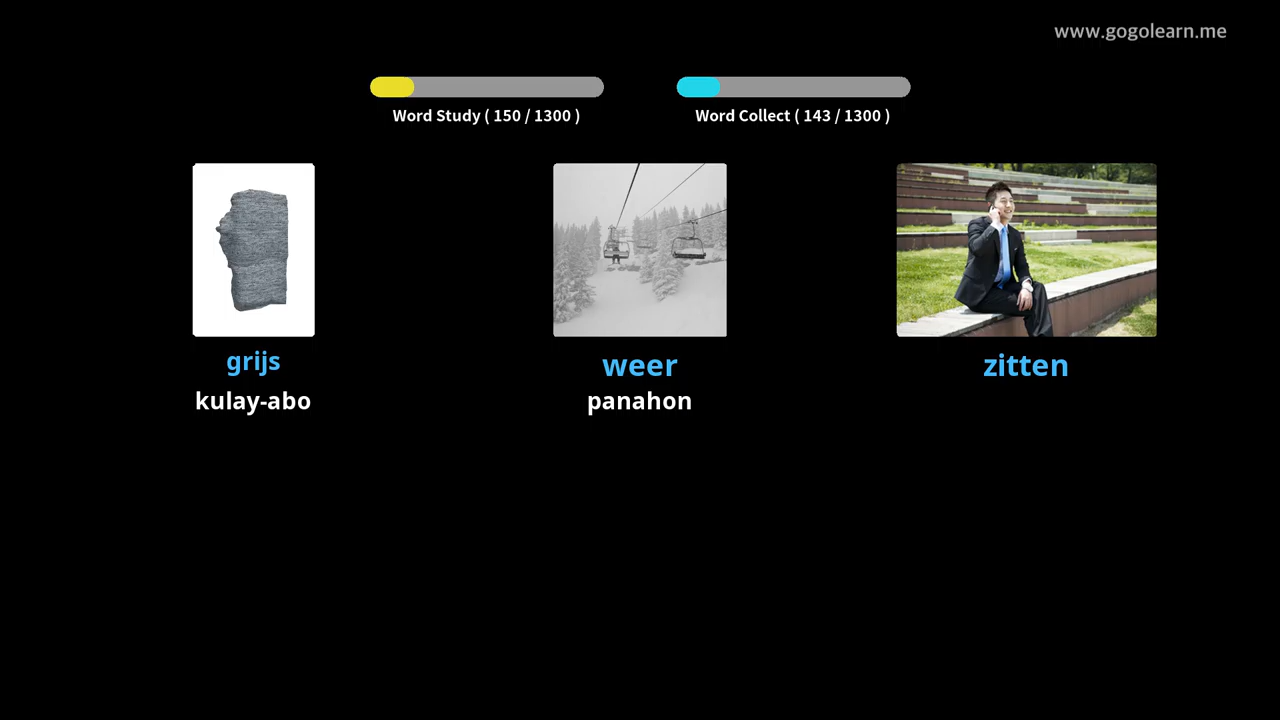 www.gogolearn.me
Word Study ( 150 / 1300 )
Word Collect ( 143 / 1300 )
grijs
weer
zitten
kulay-abo
panahon